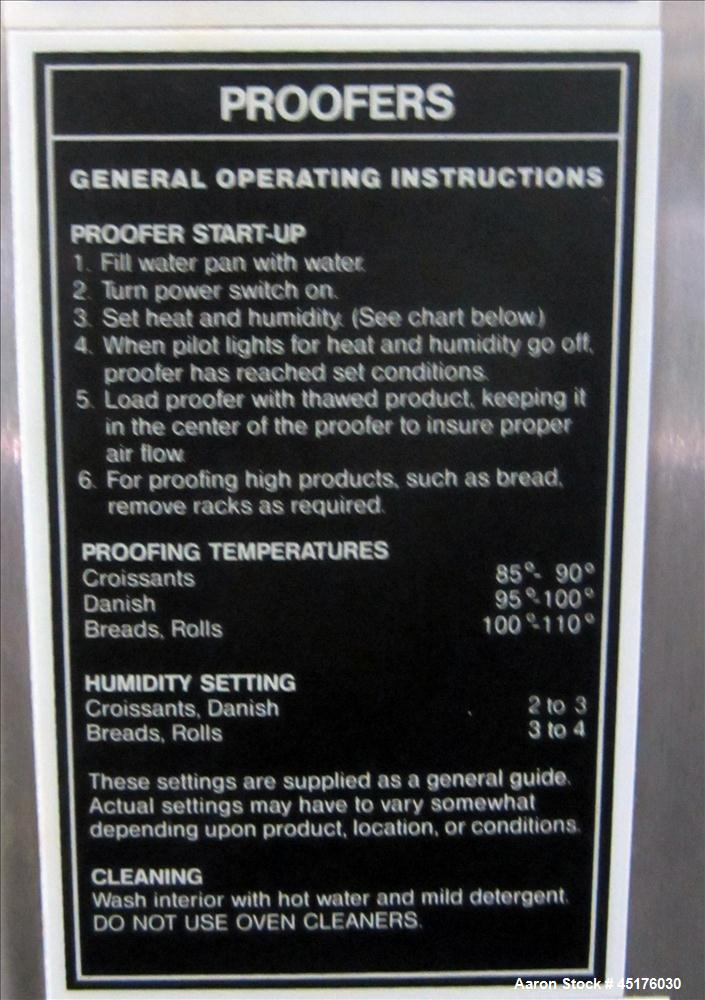 PROOFERS
GENERAL OPERATING INSTRUCTIONS
PROOFER START-UP
1. Fill water pan with water.
2. Turn power switch on.
3. Set heat and humidity. (See chart below)
4. When pilot lights for heat and humidity go off,
proofer has reached set conditions.
5. Load proofer with thawed product, keeping it
in the center of the proofer to insure proper
air flow.
6. For proofing high products, such as bread,
remove racks as required.
PROOFING TEMPERATURES
Croissants 85°- 90°
Danish 95°-100°
Breads, Rolls 100°-110°
HUMIDITY SETTING
Croissants, Danish 2 to 3
Breads, Rolls 3 to 4
These settings are supplied as a general guide.
Actual settings may have to vary somewhat
depending upon product, location, or conditions.
CLEANING
Wash interior with hot water and mild detergent.
DO NOT USE OVEN CLEANERS.
Aaron Stock # 45176030